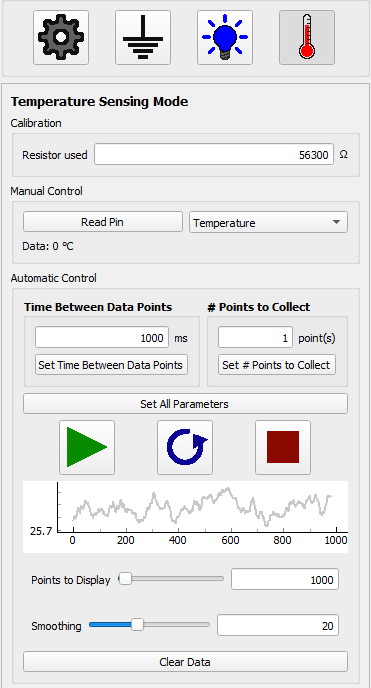 Temperature Sensing Mode
Calibration
Resistor used 56300 Ω
Manual Control
Read Pin Temperature
Data: 0 °C
Automatic Control
Time Between Data Points # Points to Collect
1000 ms 1 point(s)
Set Time Between Data Points Set # Points to Collect
Set All Parameters
25.7
0 200 400 600 800 1000
Points to Display 1000
Smoothing 20
Clear Data